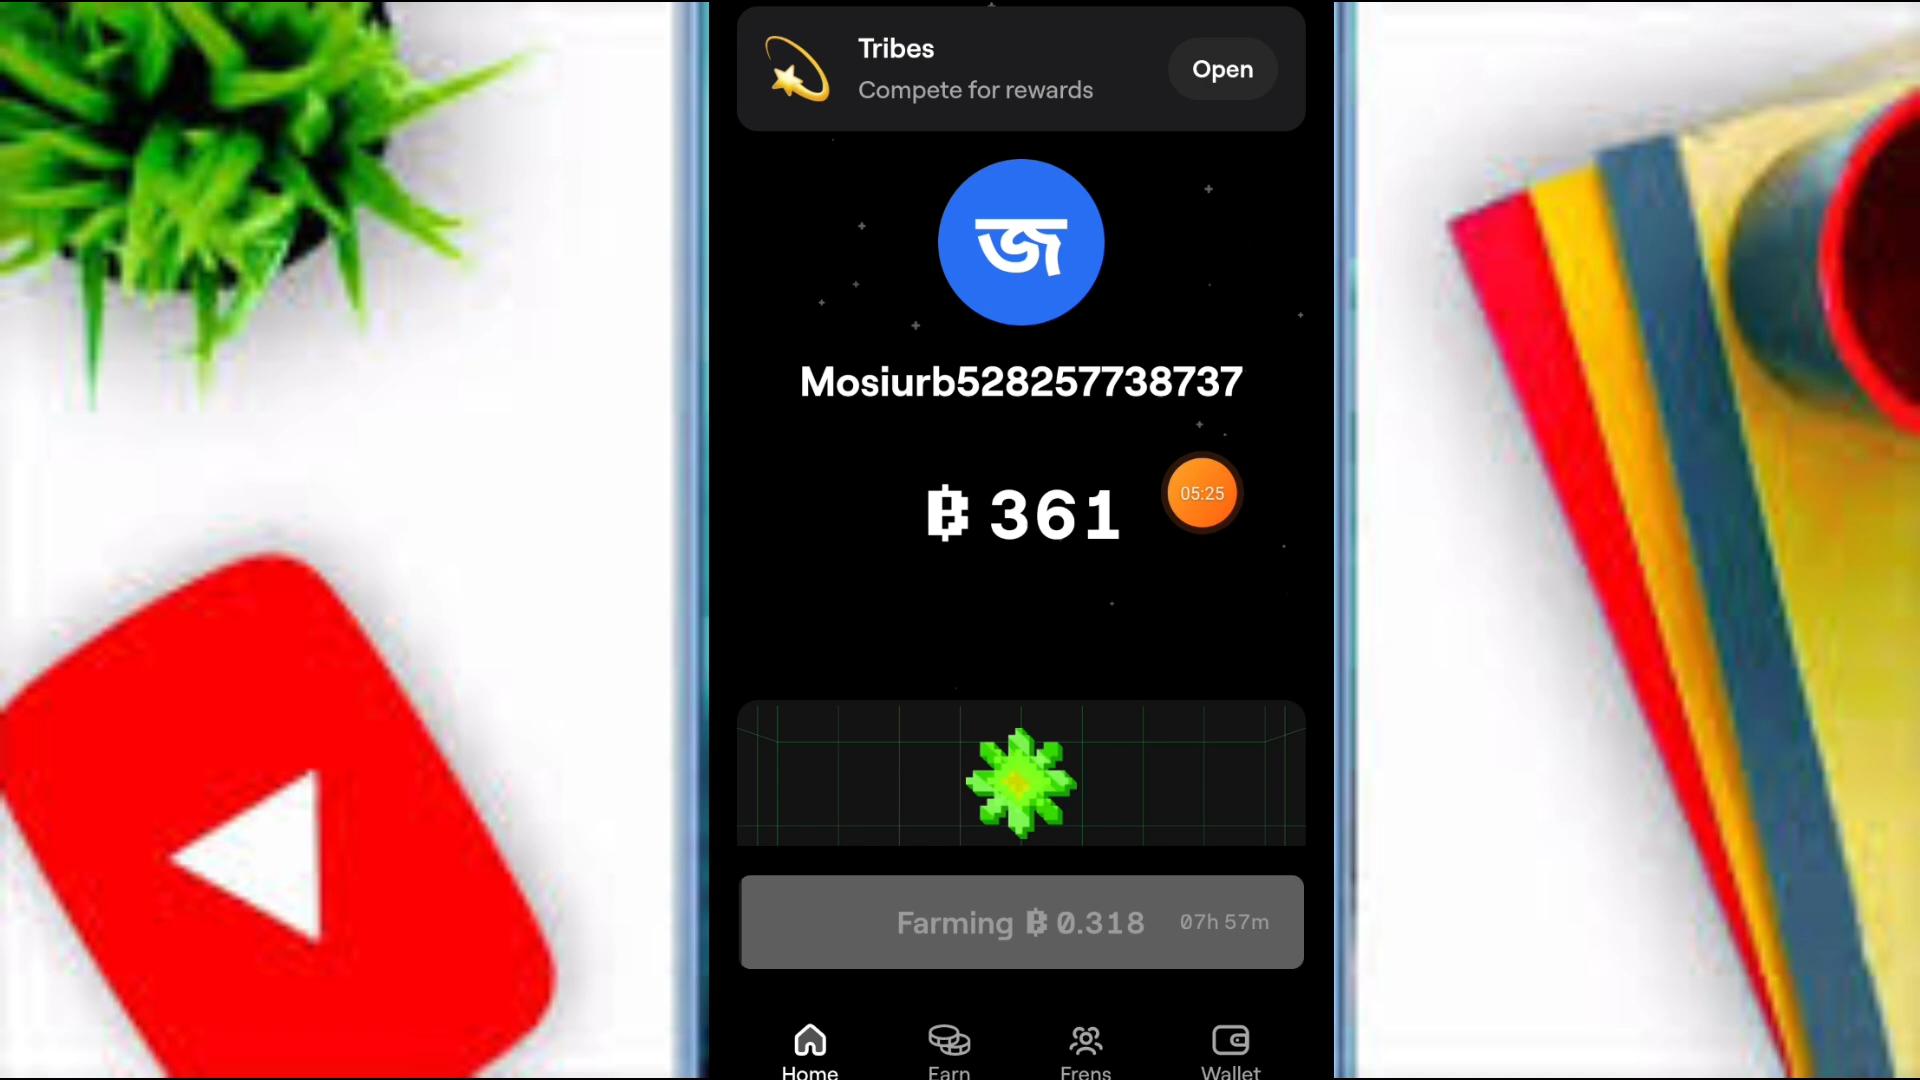 Tribes
Compete for rewards
Open
জ
Mosiurb528257738737
361
05:25
Farming 0.318 07h 57m
Home Earn Frens Wallet